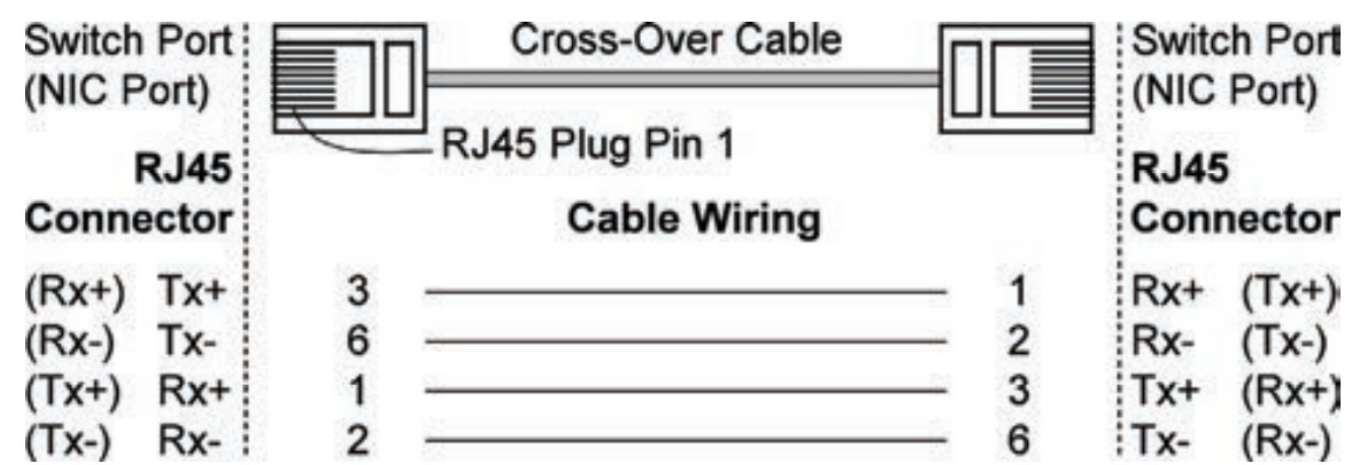 Switch Port Cross-Over Cable Switch Port
(NIC Port) (NIC Port)
RJ45 Plug Pin 1
RJ45 RJ45
Connector Cable Wiring Connector
(Rx+) Tx+ 3 1 Rx+ (Tx+)
(Rx-) Tx- 6 2 Rx- (Tx-)
(Tx+) Rx+ 1 3 Tx+ (Rx+)
(Tx-) Rx- 2 6 Tx- (Rx-)